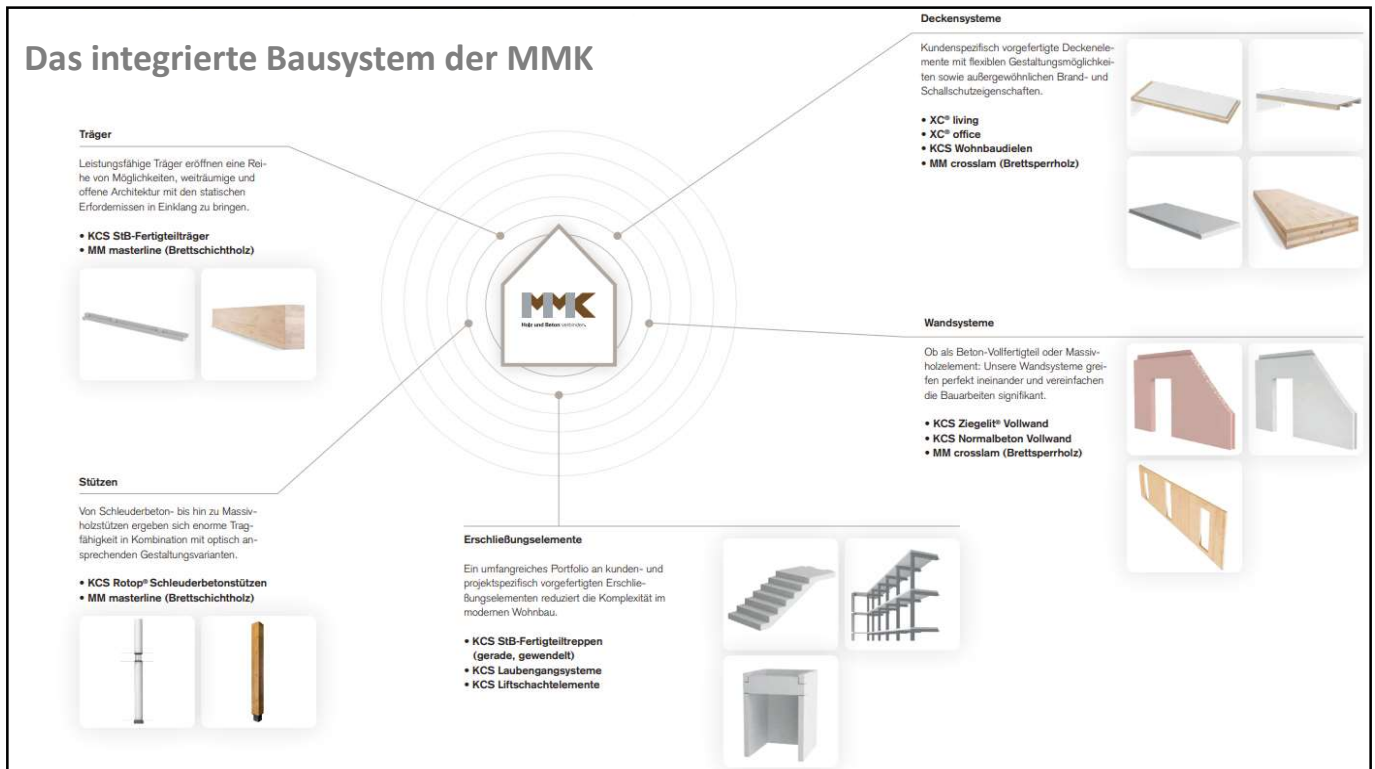 Das integrierte Bausystem der MMK
Träger
Leistungsfähige Träger eröffnen eine Rei-
he von Möglichkeiten, weiträumige und
offene Architektur mit den statischen
Erfordernissen in Einklang zu bringen.
• KCS StB-Fertigteilträger
• MM masterline (Brettschichtholz)
Stützen
Von Schleuderbeton- bis hin zu Massiv-
holzstützen ergeben sich enorme Trag-
fähigkeit in Kombination mit optisch an-
sprechenden Gestaltungsvarianten.
• KCS Rotop® Schleuderbetonstützen
• MM masterline (Brettschichtholz)
MMK
Holz und Beton verbinden.
Erschließungselemente
Ein umfangreiches Portfolio an kunden- und
projektspezifisch vorgefertigten Erschlie-
ßungselementen reduziert die Komplexität im
modernen Wohnbau.
• KCS StB-Fertigteiltreppen
(gerade, gewendelt)
• KCS Laubengangsysteme
• KCS Liftschachtelemente
Deckensysteme
Kundenspezifisch vorgefertigte Deckenele-
mente mit flexiblen Gestaltungsmöglichkei-
ten sowie außergewöhnlichen Brand- und
Schallschutzeigenschaften.
• XC® living
• XC® office
• KCS Wohnbaudielen
• MM crosslam (Brettsperrholz)
Wandsysteme
Ob als Beton-Vollfertigteil oder Massiv-
holzelement: Unsere Wandsysteme grei-
fen perfekt ineinander und vereinfachen
die Bauarbeiten signifikant.
• KCS Ziegelit® Vollwand
• KCS Normalbeton Vollwand
• MM crosslam (Brettsperrholz)